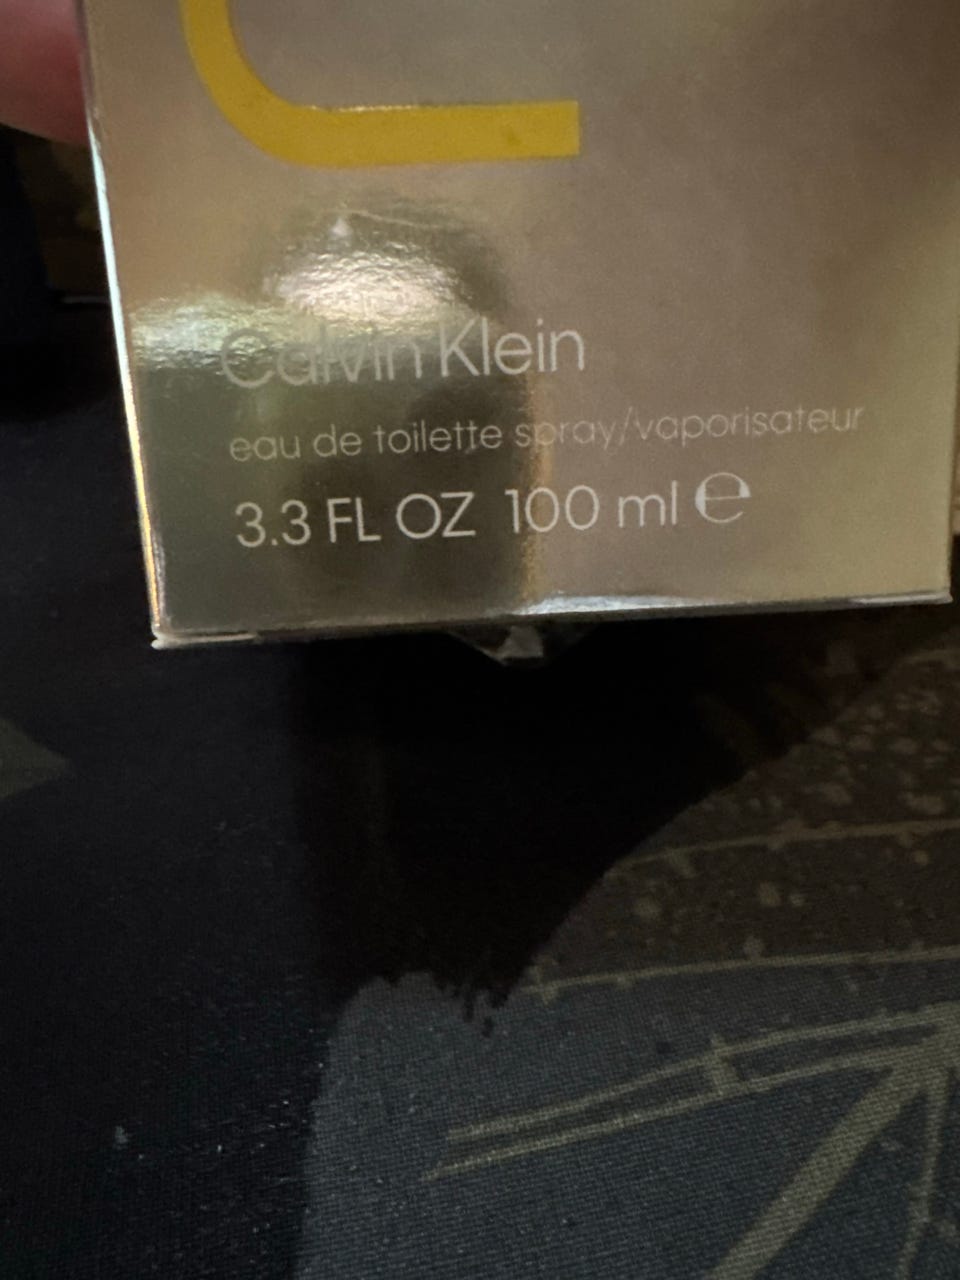 Calvin Klein
eau de toilette spray/vaporisateur
3.3 FL OZ 100 ml ℮